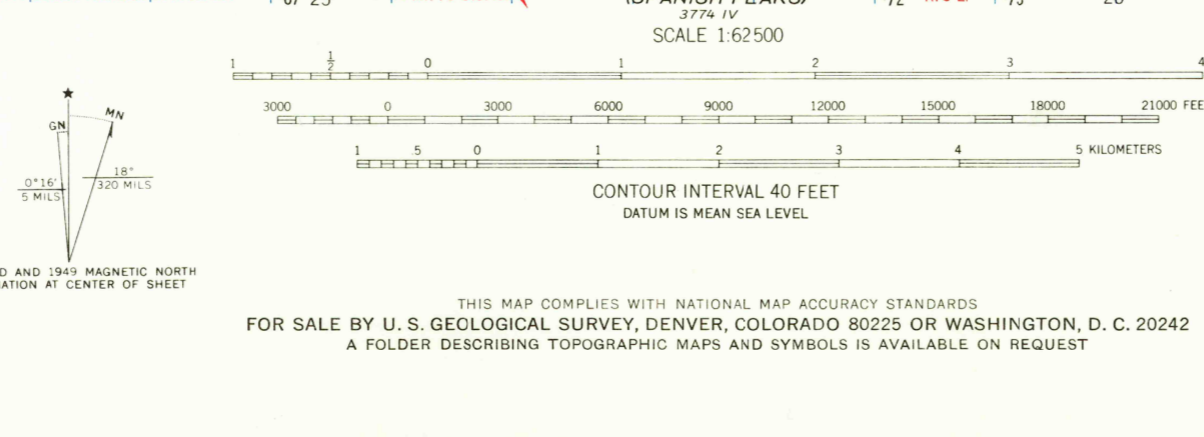 25
(SPANISH PEAKS)
3774 IV
SCALE 1:62500
1 1/2 0 1 2 3 4
3000 0 3000 6000 9000 12000 15000 18000 21000 FEE
1 .5 0 1 2 3 4 5 KILOMETERS
CONTOUR INTERVAL 40 FEET
DATUM IS MEAN SEA LEVEL
★
MN
GN
18°
320 MILS
0°16'
5 MILS
D AND 1949 MAGNETIC NORTH
ATION AT CENTER OF SHEET
THIS MAP COMPLIES WITH NATIONAL MAP ACCURACY STANDARDS
FOR SALE BY U. S. GEOLOGICAL SURVEY, DENVER, COLORADO 80225 OR WASHINGTON, D. C. 20242
A FOLDER DESCRIBING TOPOGRAPHIC MAPS AND SYMBOLS IS AVAILABLE ON REQUEST